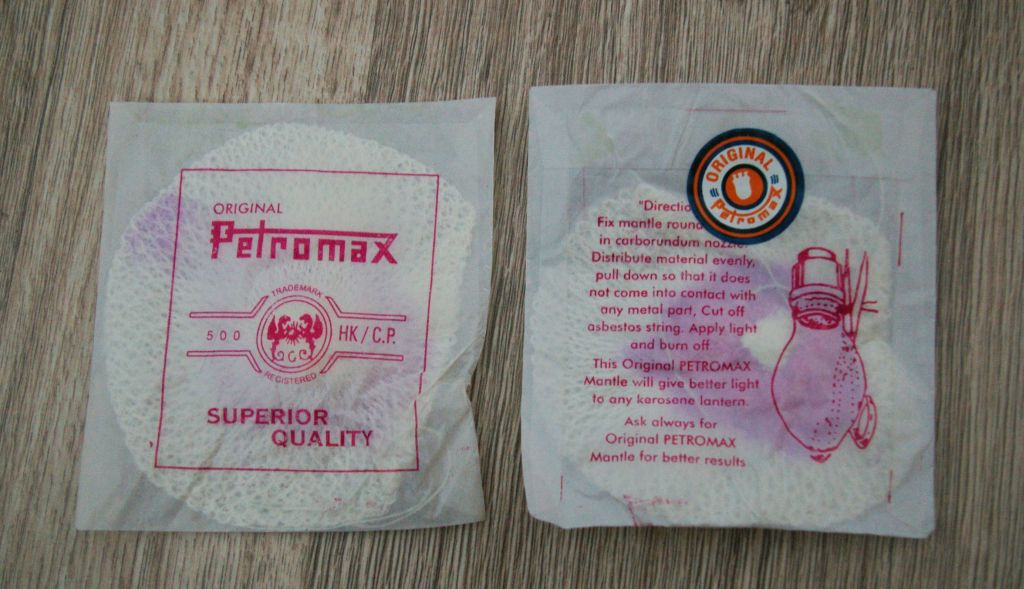 ORIGINAL
Petromax
TRADEMARK
500 HK/C.P.
REGISTERED
SUPERIOR
QUALITY
ORIGINAL
Petromax
"Directio
Fix mantle round
in carborundum nozzle.
Distribute material evenly,
pull down so that it does
not come into contact with
any metal part, Cut off
asbestos string. Apply light
and burn off.
This Original PETROMAX
Mantle will give better light
to any kerosene lantern.
Ask always for
Original PETROMAX
Mantle for better results